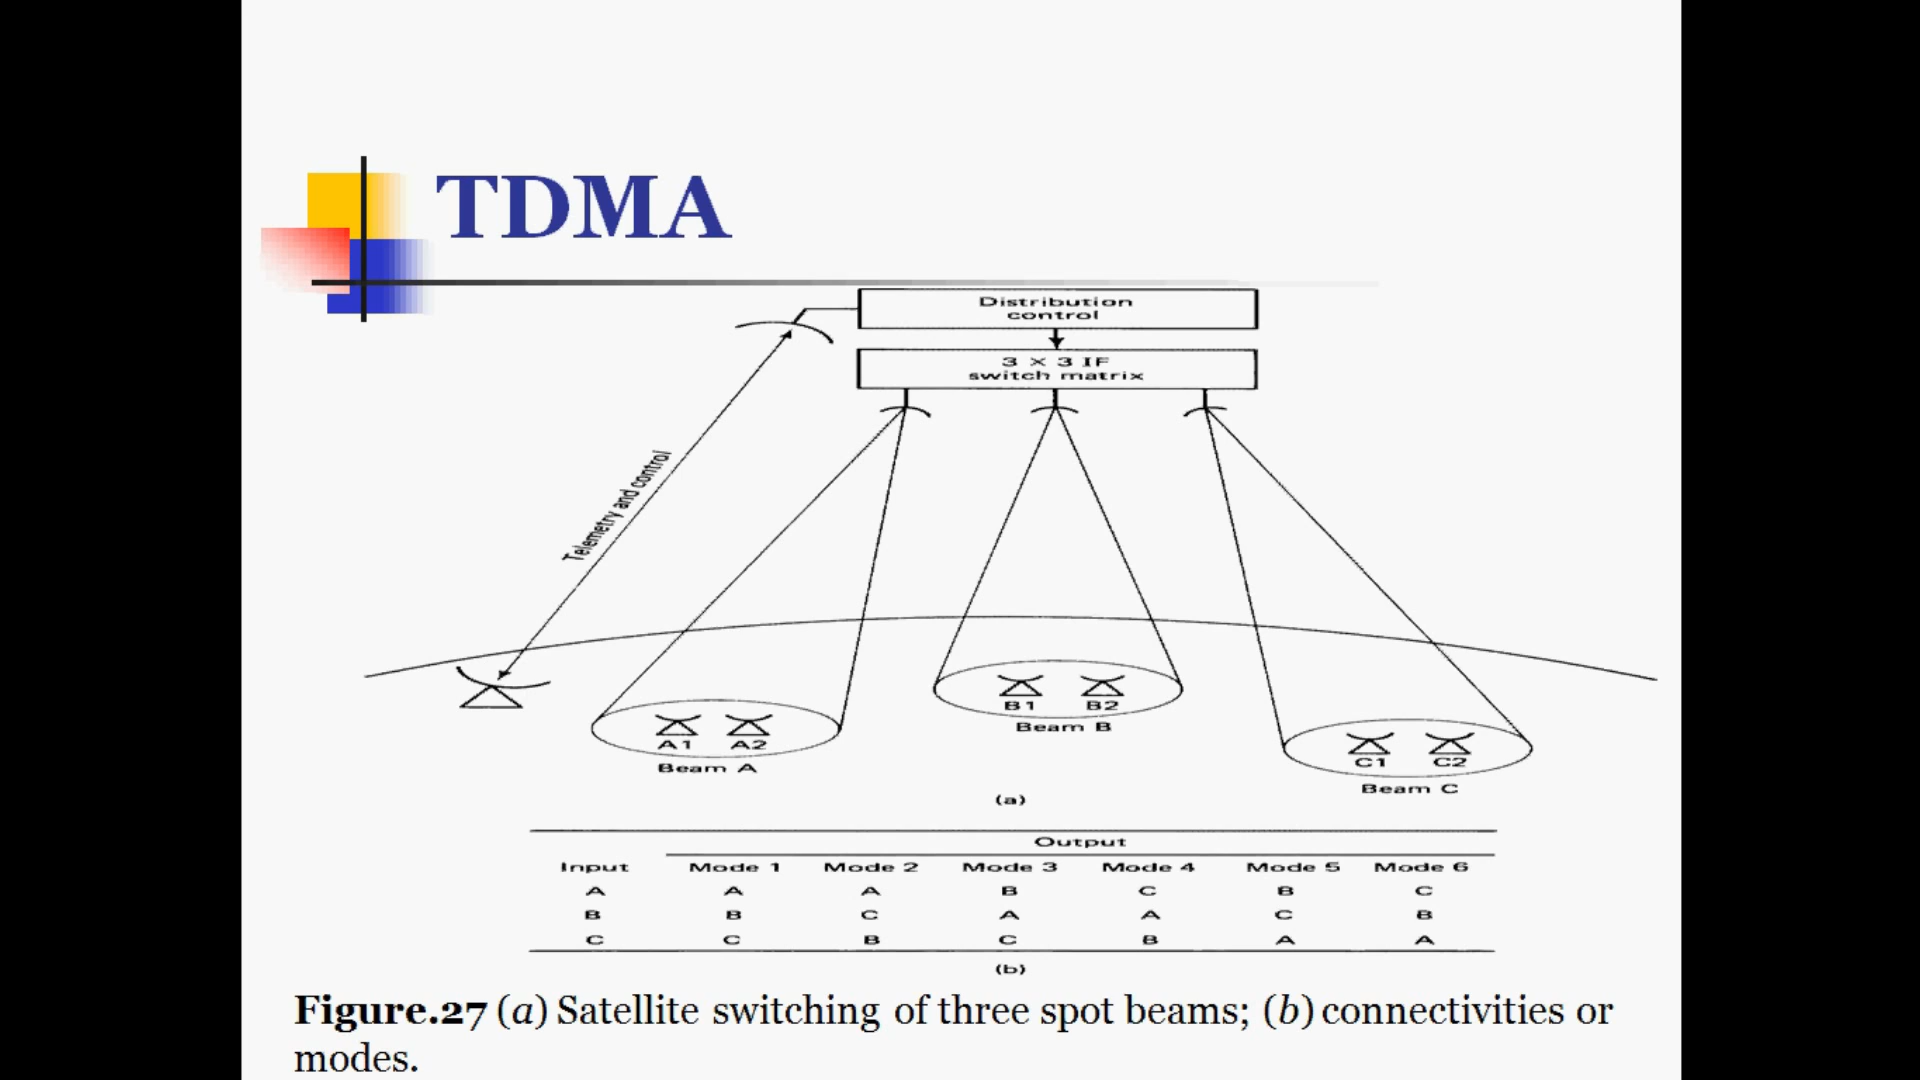 TDMA
Distribution
control
3 X 3 IF
switch matrix
Telemetry and control
B1 B2
Beam B
A1 A2
Beam A
C1 C2
Beam C
(a)
Output
Input Mode 1 Mode 2 Mode 3 Mode 4 Mode 5 Mode 6
A A A B C B C
B B C A A C B
C C B C B A A
(b)
Figure.27 (a) Satellite switching of three spot beams; (b) connectivities or
modes.